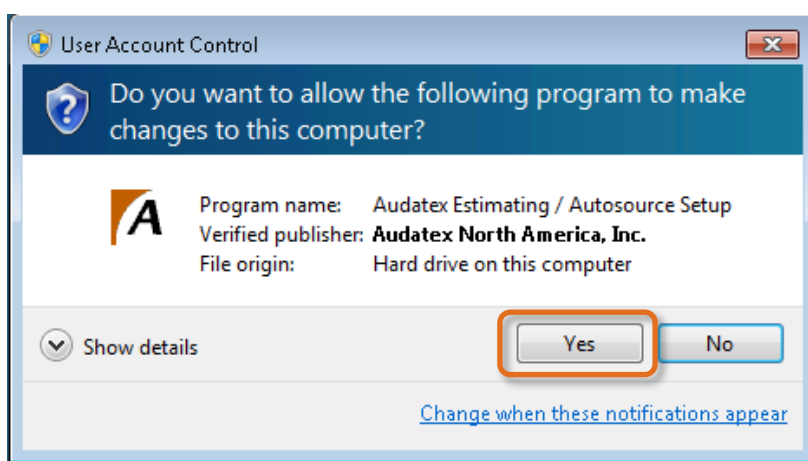 User Account Control
Do you want to allow the following program to make
changes to this computer?
Program name: Audatex Estimating / Autosource Setup
Verified publisher: Audatex North America, Inc.
File origin: Hard drive on this computer
Show details
Yes
No
Change when these notifications appear